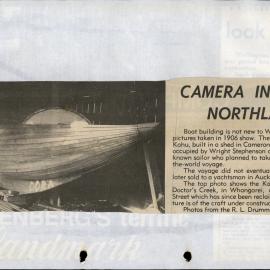 CAMERA IN
NORTHLA
Boat building is not new to W
pictures taken in 1906 show. The
Kohu, built in a shed in Cameron
occupied by Wright Stephenson
known sailor who planned to take
the-world voyage.
The voyage did not eventuat
later sold to a yachtsman in Auck
The top photo shows the Ko
Doctor's Creek, in Whangarei,
Street which has since been reclai
ture is of the craft under construc
Photos from the R. L. Drumm